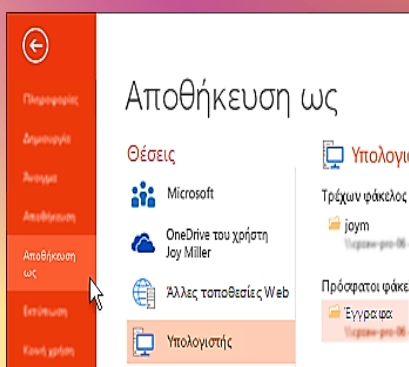 Πληροφορίες
Δημιουργία
Άνοιγμα
Αποθήκευση
Αποθήκευση
ως
Εκτύπωση
Κοινή χρήση
Αποθήκευση ως
Θέσεις
Microsoft
OneDrive του χρήστη
Joy Miller
Άλλες τοποθεσίες Web
Υπολογιστής
Υπολογι
Τρέχων φάκελος
joym
Πρόσφατοι φάκε
Έγγραφα